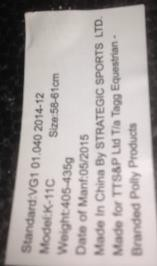 Standard:VG1 01.040 2014-12
Model:K-11C Size:58-61cm
Weight:405-435g
Date of Manf:05/2015
Made In China By STRATEGIC SPORTS LTD.
Made for TTS&P Ltd T/a Tagg Equestrian -
Branded Polly Products